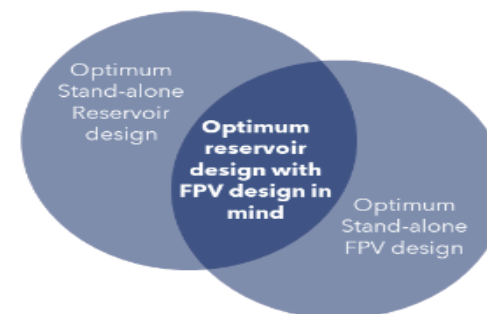 Optimum
Stand-alone
Reservoir
design
Optimum
reservoir
design with
FPV design in
mind
Optimum
Stand-alone
FPV design